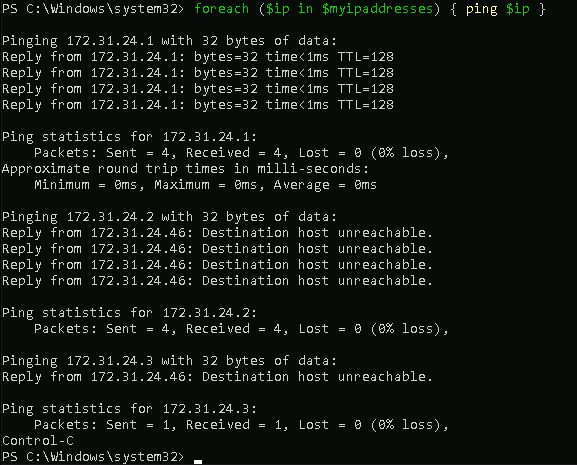 PS C:\Windows\system32> foreach ($ip in $myipaddresses) { ping $ip }
Pinging 172.31.24.1 with 32 bytes of data:
Reply from 172.31.24.1: bytes=32 time<1ms TTL=128
Reply from 172.31.24.1: bytes=32 time<1ms TTL=128
Reply from 172.31.24.1: bytes=32 time<1ms TTL=128
Reply from 172.31.24.1: bytes=32 time<1ms TTL=128
Ping statistics for 172.31.24.1:
    Packets: Sent = 4, Received = 4, Lost = 0 (0% loss),
Approximate round trip times in milli-seconds:
    Minimum = 0ms, Maximum = 0ms, Average = 0ms
Pinging 172.31.24.2 with 32 bytes of data:
Reply from 172.31.24.46: Destination host unreachable.
Reply from 172.31.24.46: Destination host unreachable.
Reply from 172.31.24.46: Destination host unreachable.
Reply from 172.31.24.46: Destination host unreachable.
Ping statistics for 172.31.24.2:
    Packets: Sent = 4, Received = 4, Lost = 0 (0% loss),
Pinging 172.31.24.3 with 32 bytes of data:
Reply from 172.31.24.46: Destination host unreachable.
Ping statistics for 172.31.24.3:
    Packets: Sent = 1, Received = 1, Lost = 0 (0% loss),
Control-C
PS C:\Windows\system32> _